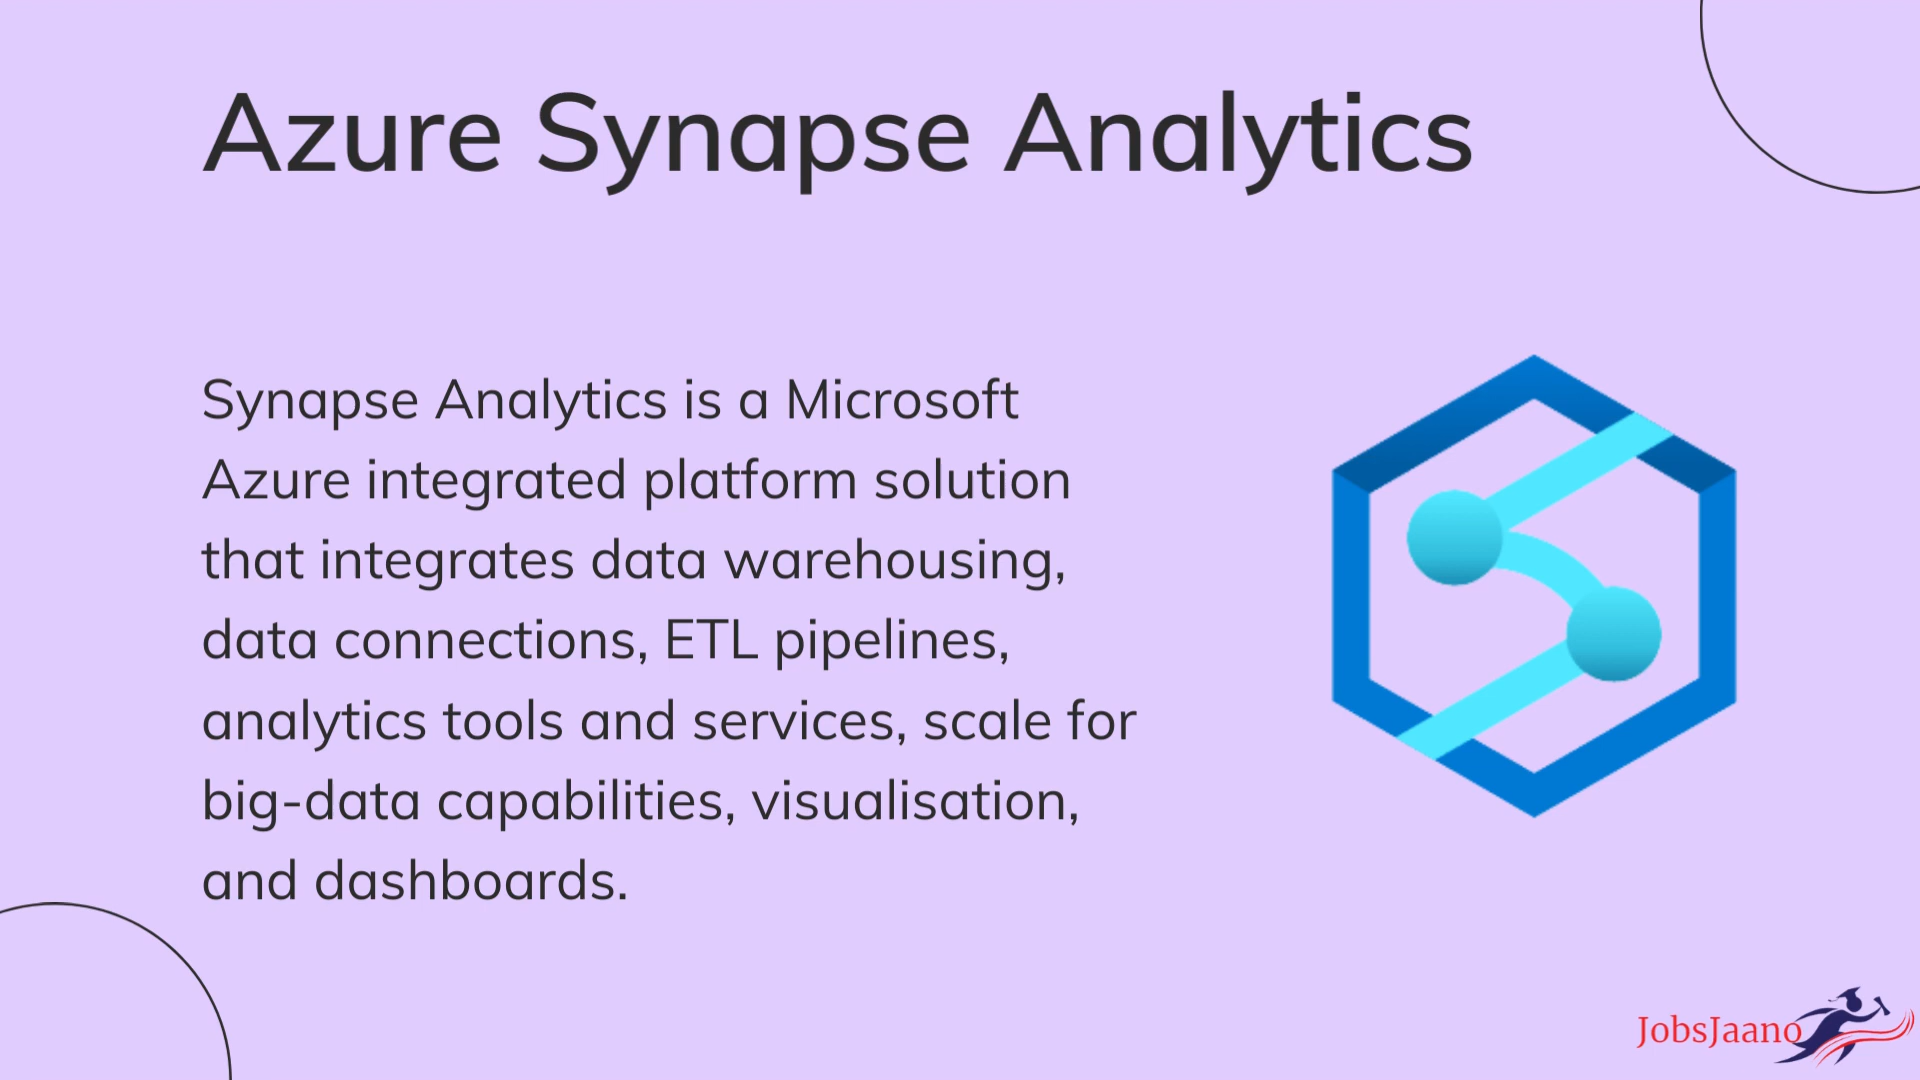 Azure Synapse Analytics
Synapse Analytics is a Microsoft
Azure integrated platform solution
that integrates data warehousing,
data connections, ETL pipelines,
analytics tools and services, scale for
big-data capabilities, visualisation,
and dashboards.
JobsJaano